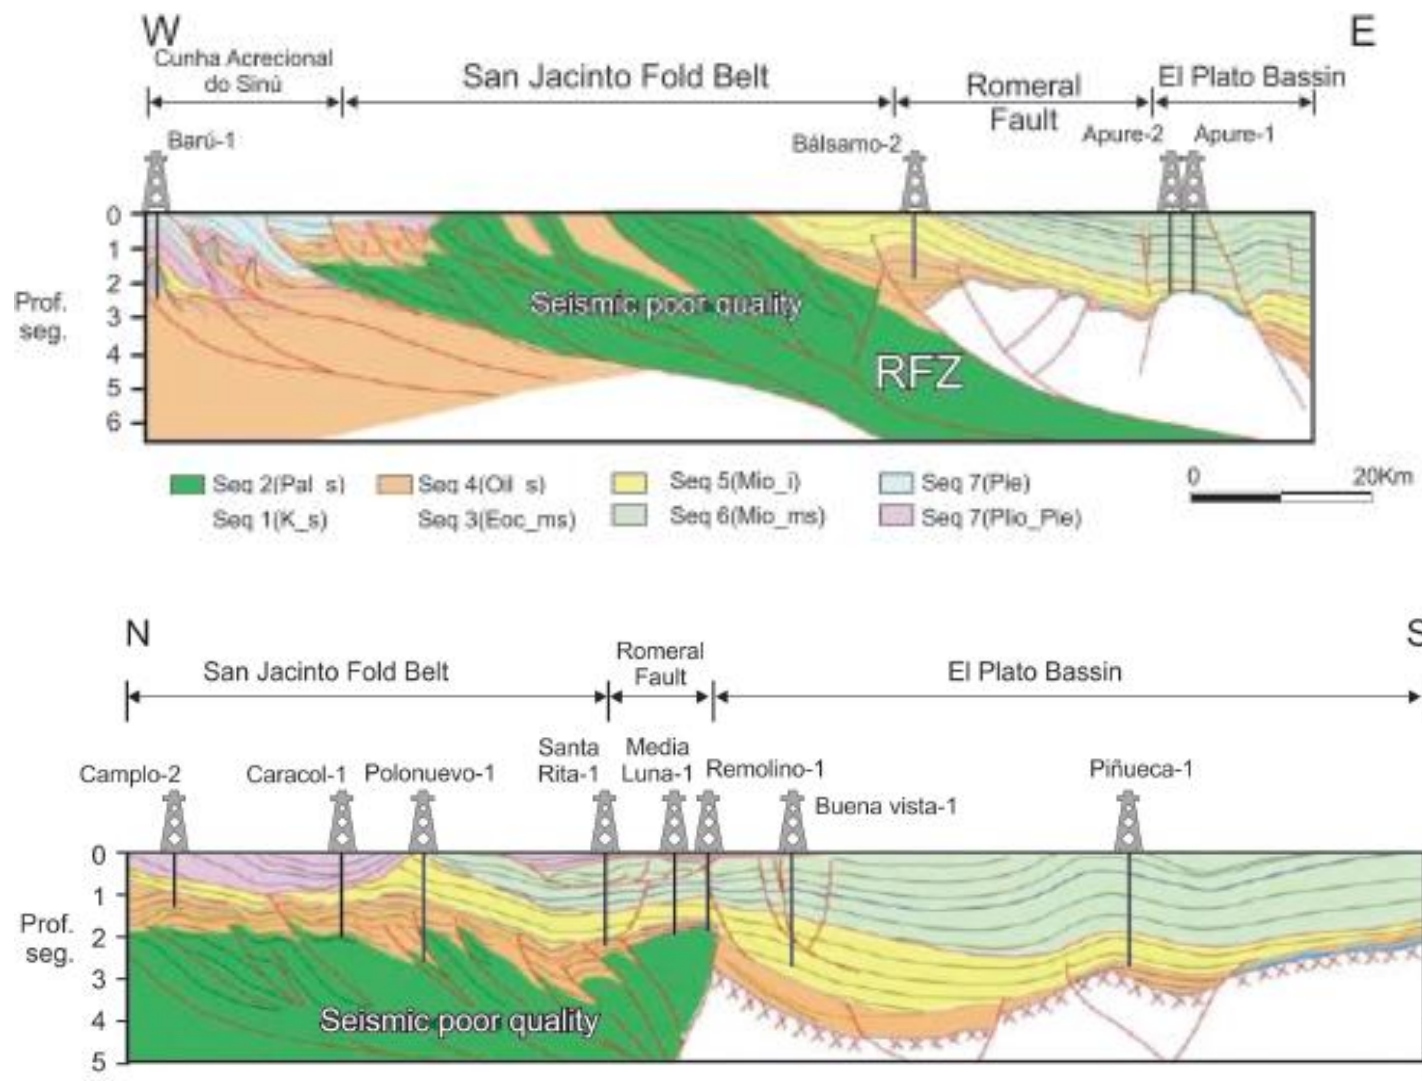 W
E
Cunha Acrecional
do Sinú
San Jacinto Fold Belt
Romeral
Fault
El Plato Bassin
Barú-1
Bálsamo-2
Apure-2
Apure-1
0
1
2
3
4
5
6
Prof.
seg.
Seismic poor quality
RFZ
Seq 2(Pal_s)
Seq 1(K_s)
Seq 4(Oil_s)
Seq 3(Eoc_ms)
Seq 5(Mio_i)
Seq 6(Mio_ms)
Seq 7(Ple)
Seq 7(Plio_Ple)
0
20Km
N
S
San Jacinto Fold Belt
Romeral
Fault
El Plato Bassin
Camplo-2
Caracol-1
Polonuevo-1
Santa
Rita-1
Media
Luna-1
Remolino-1
Buena vista-1
Piñueca-1
0
1
2
3
4
5
Prof.
seg.
Seismic poor quality